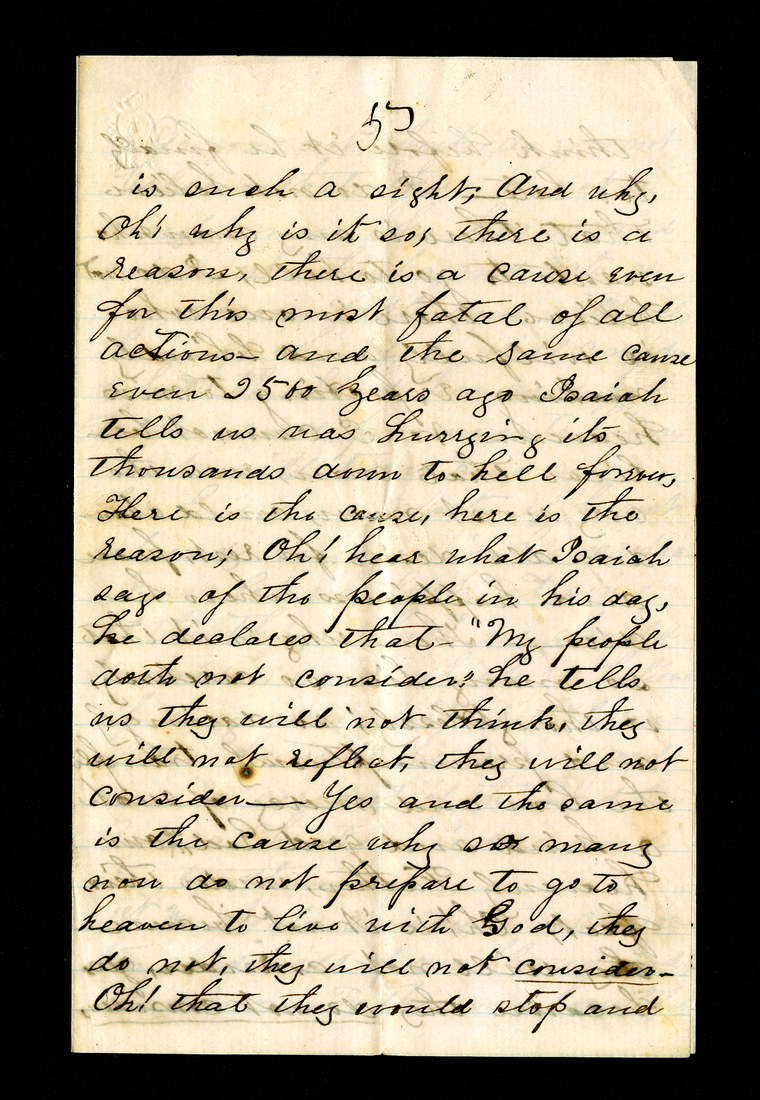 5
is such a sight; And why,
Oh! why is it so; there is a
reason, there is a cause even
for this most fatal of all
actions— and the same cause
even 2500 years ago Isaiah
tells us was hurrying its
thousands down to hell forever,
Here is the cause, here is the
reason; Oh! hear what Isaiah
says of the people in his day,
he declares that— "My people
doth not consider." he tells
us they will not think, they
will not reflect, they will not
consider— Yes and the same
is the cause why so many
now do not prepare to go to
heaven to live with God, they
do not, they will not consider—
Oh! that they would stop and